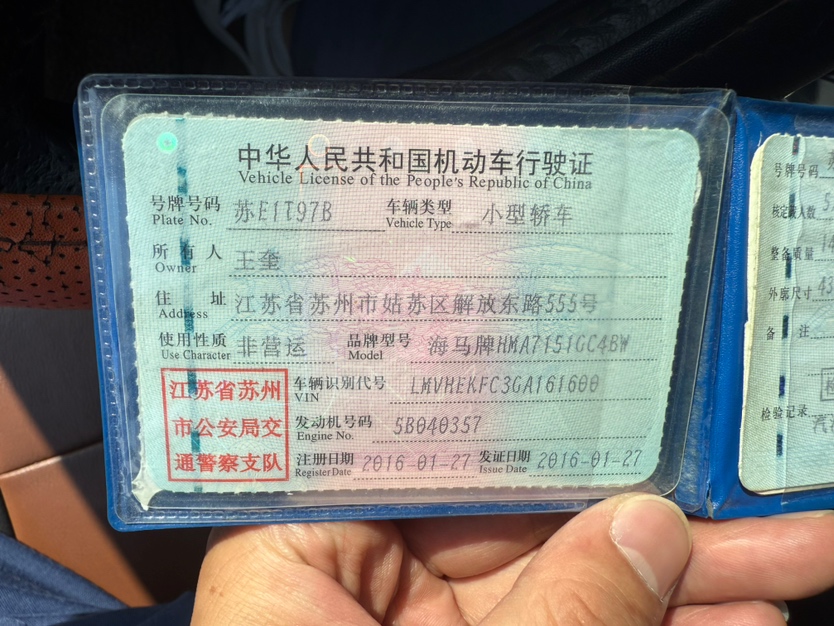 中华人民共和国机动车行驶证
Vehicle License of the People's Republic of China
号牌号码 苏E1T97B 车辆类型 小型轿车
Plate No. Vehicle Type
所有人 王奎
Owner
住址 江苏省苏州市姑苏区解放东路555号
Address
使用性质 非营运 品牌型号 海马牌HMA7151GC4BW
Use Character Model
江苏省苏州
市公安局交
通警察支队
车辆识别代号 LMVHEKFC3GA161600
VIN
发动机号码 5B040357
Engine No.
注册日期 2016-01-27 发证日期 2016-01-27
Register Date Issue Date
号牌号码
核定载人数 5
整备质量
外廓尺寸
备注
检验记录